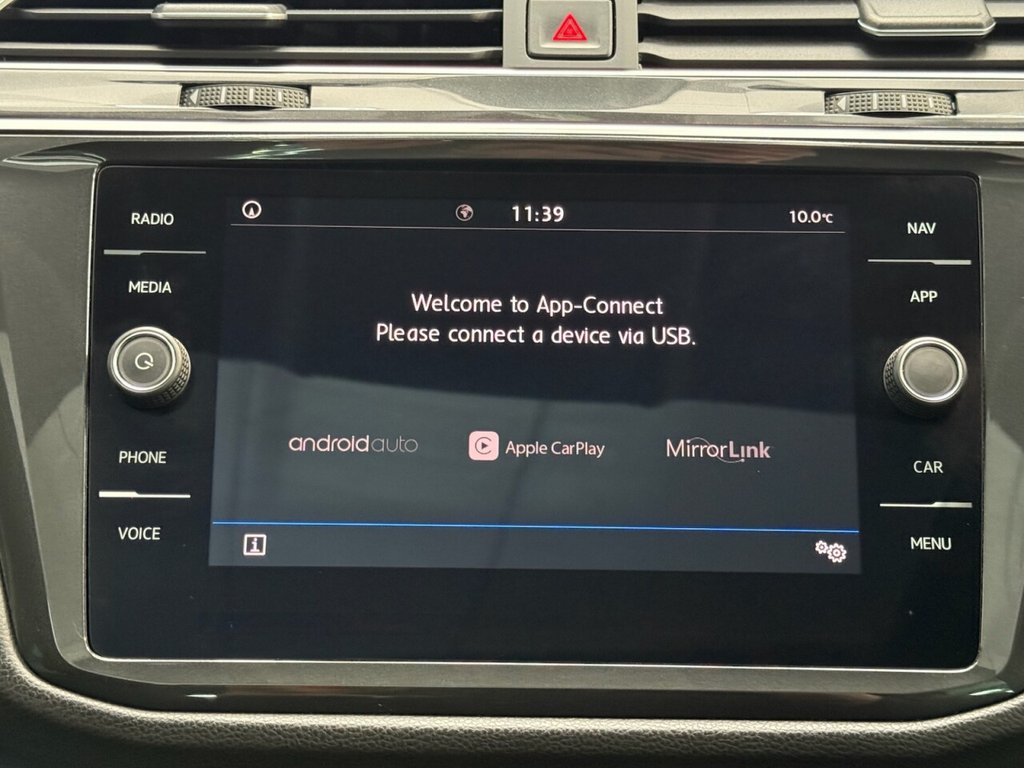 RADIO
MEDIA
PHONE
VOICE
11:39
10.0°C
Welcome to App-Connect
Please connect a device via USB.
androidauto
Apple CarPlay
MirrorLink
i
NAV
APP
CAR
MENU